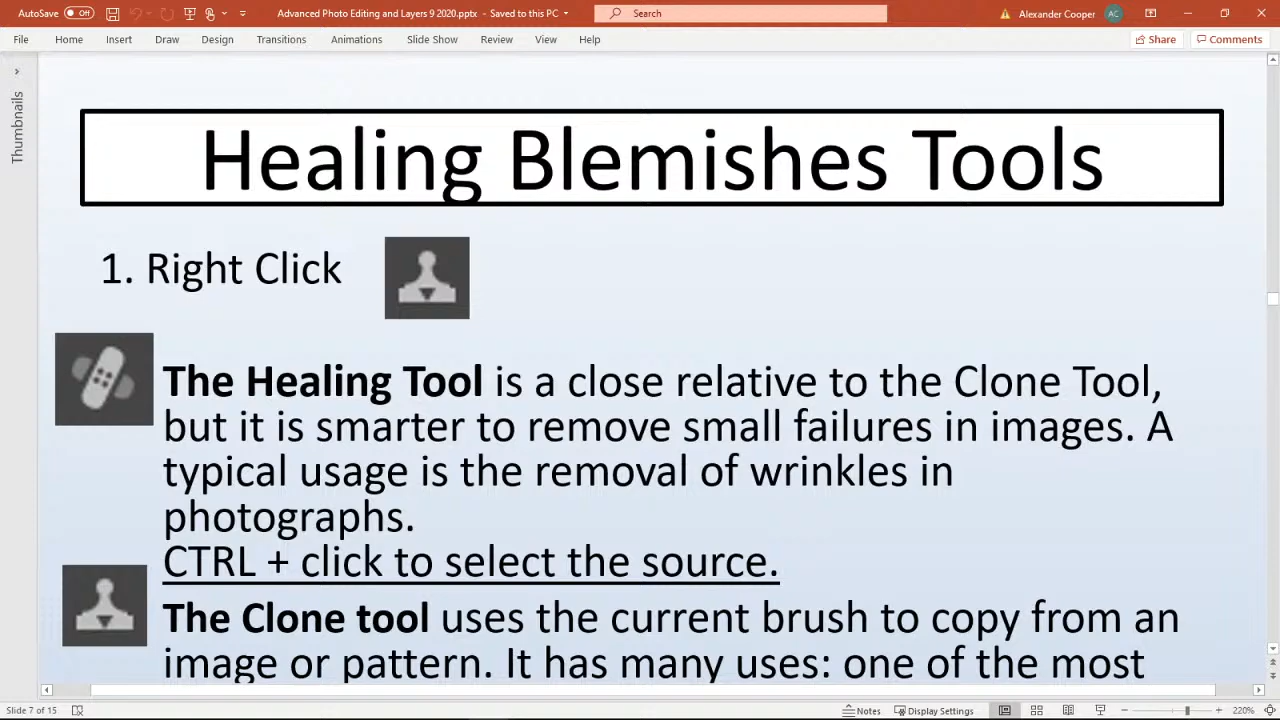 AutoSave Off Advanced Photo Editing and Layers 9 2020.pptx - Saved to this PC Search Alexander Cooper AC
File Home Insert Draw Design Transitions Animations Slide Show Review View Help Share Comments
Thumbnails
Healing Blemishes Tools
1. Right Click
The Healing Tool is a close relative to the Clone Tool,
but it is smarter to remove small failures in images. A
typical usage is the removal of wrinkles in
photographs.
CTRL + click to select the source.
The Clone tool uses the current brush to copy from an
image or pattern. It has many uses: one of the most
Slide 7 of 15 Notes Display Settings 220%